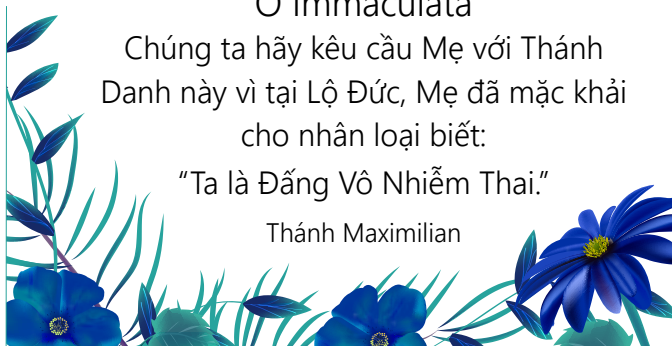 O Immaculata
Chúng ta hãy kêu cầu Mẹ với Thánh
Danh này vì tại Lộ Đức, Mẹ đã mặc khải
cho nhân loại biết:
“Ta là Đấng Vô Nhiễm Thai.”
Thánh Maximilian